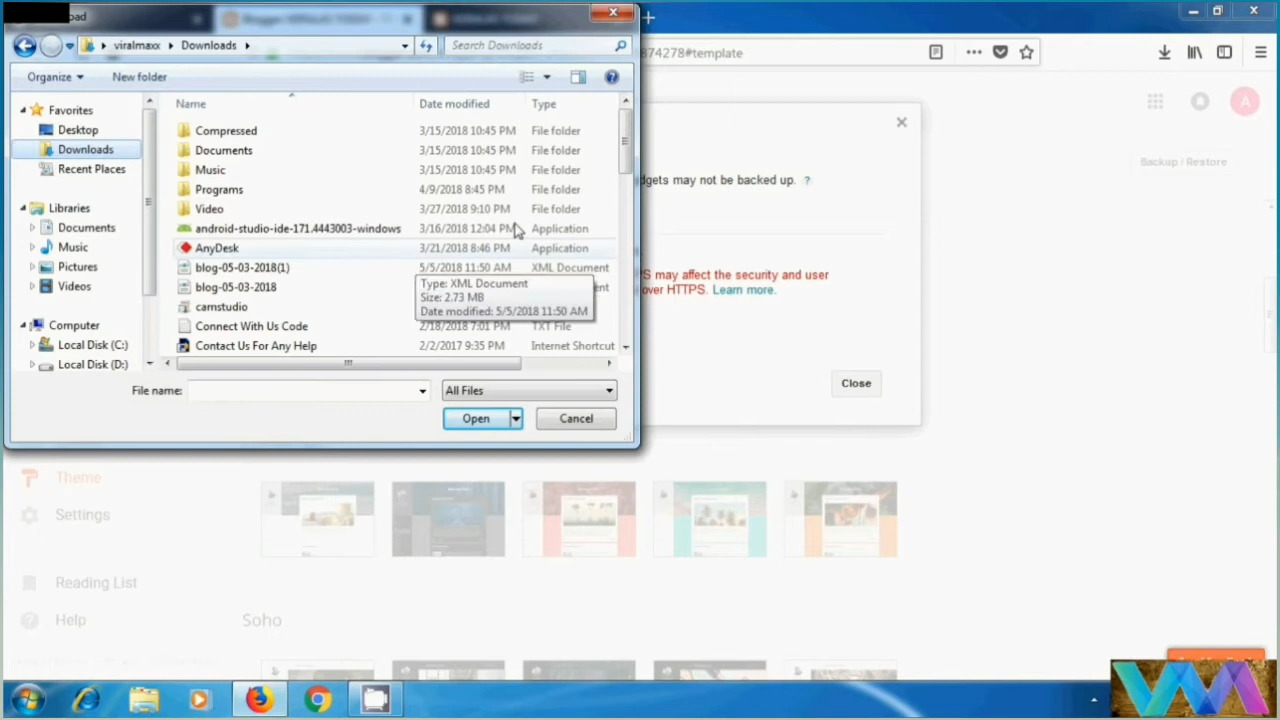 viralmaxx Downloads
Search Downloads
874278#template
Organize
New folder
Name
Date modified
Type
Favorites
Desktop
Downloads
Recent Places
Libraries
Documents
Music
Pictures
Videos
Computer
Local Disk (C:)
Local Disk (D:)
Compressed 3/15/2018 10:45 PM File folder
Documents 3/15/2018 10:45 PM File folder
Music 3/15/2018 10:45 PM File folder
Programs 4/9/2018 8:45 PM File folder
Video 3/27/2018 9:10 PM File folder
android-studio-ide-171.4443003-windows 3/16/2018 12:04 PM Application
AnyDesk 3/21/2018 8:46 PM Application
blog-05-03-2018(1) 5/5/2018 11:50 AM XML Document
blog-05-03-2018
camstudio
Connect With Us Code 2/18/2018 7:01 PM TXT File
Contact Us For Any Help 2/2/2017 9:35 PM Internet Shortcut
Type: XML Document
Size: 2.73 MB
Date modified: 5/5/2018 11:50 AM
File name:
All Files
Open
Cancel
A
Backup / Restore
dgets may not be backed up. ?
S may affect the security and user
over HTTPS. Learn more.
Close
Theme
Settings
Reading List
Help
Soho
VM